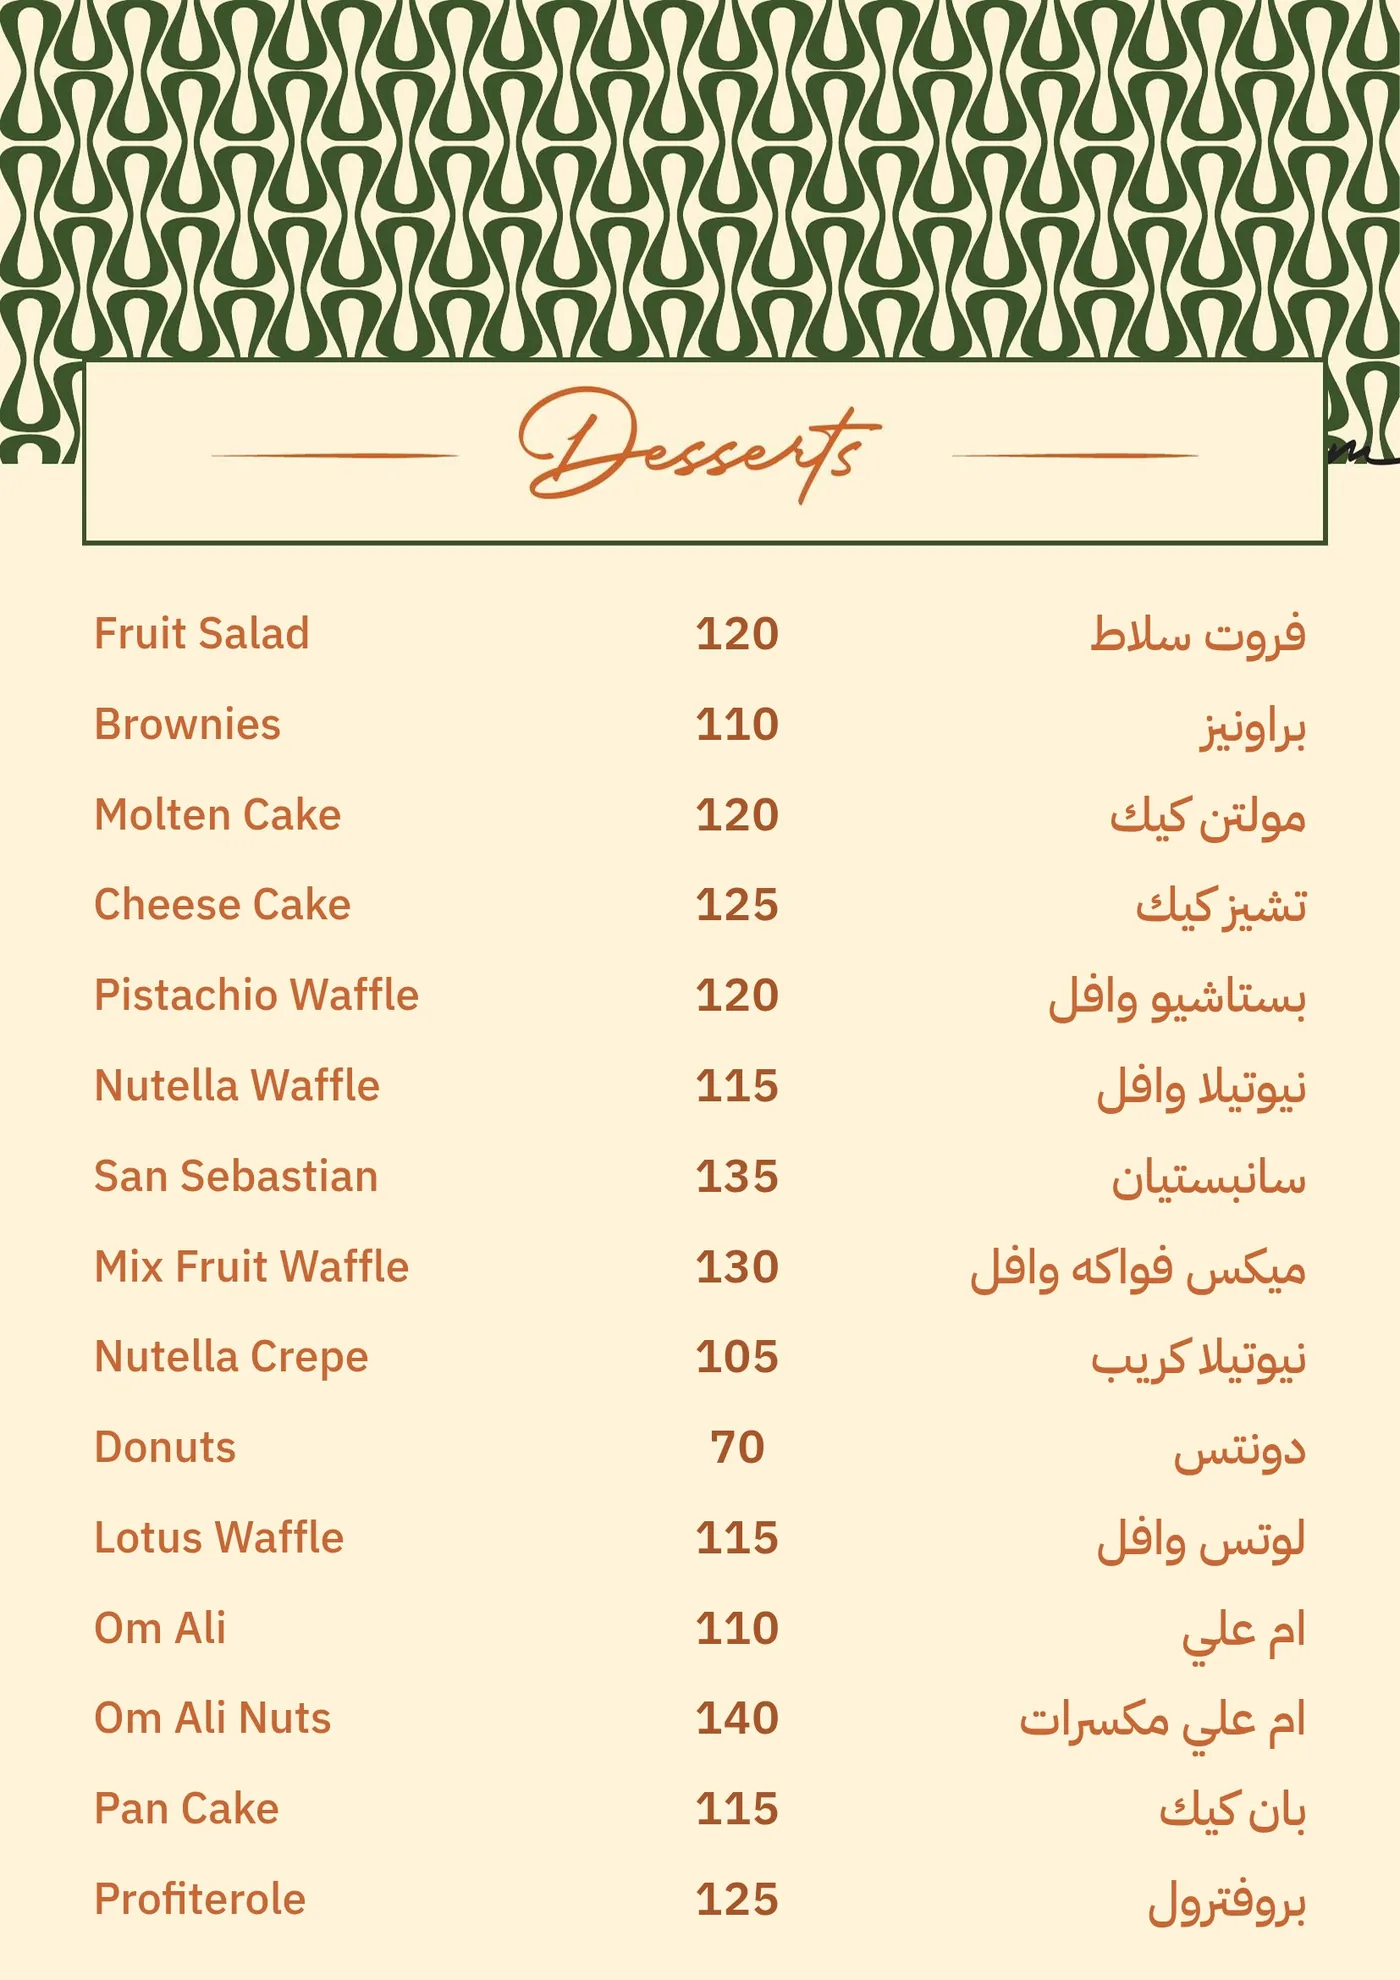 Desserts
Fruit Salad 120 فروت سلاط
Brownies 110 براونيز
Molten Cake 120 مولتن كيك
Cheese Cake 125 تشيز كيك
Pistachio Waffle 120 بستاشيو وافل
Nutella Waffle 115 نيوتيلا وافل
San Sebastian 135 سانبستيان
Mix Fruit Waffle 130 ميكس فواكه وافل
Nutella Crepe 105 نيوتيلا كريب
Donuts 70 دونتس
Lotus Waffle 115 لوتس وافل
Om Ali 110 ام علي
Om Ali Nuts 140 ام علي مكسرات
Pan Cake 115 بان كيك
Profiterole 125 بروفترول